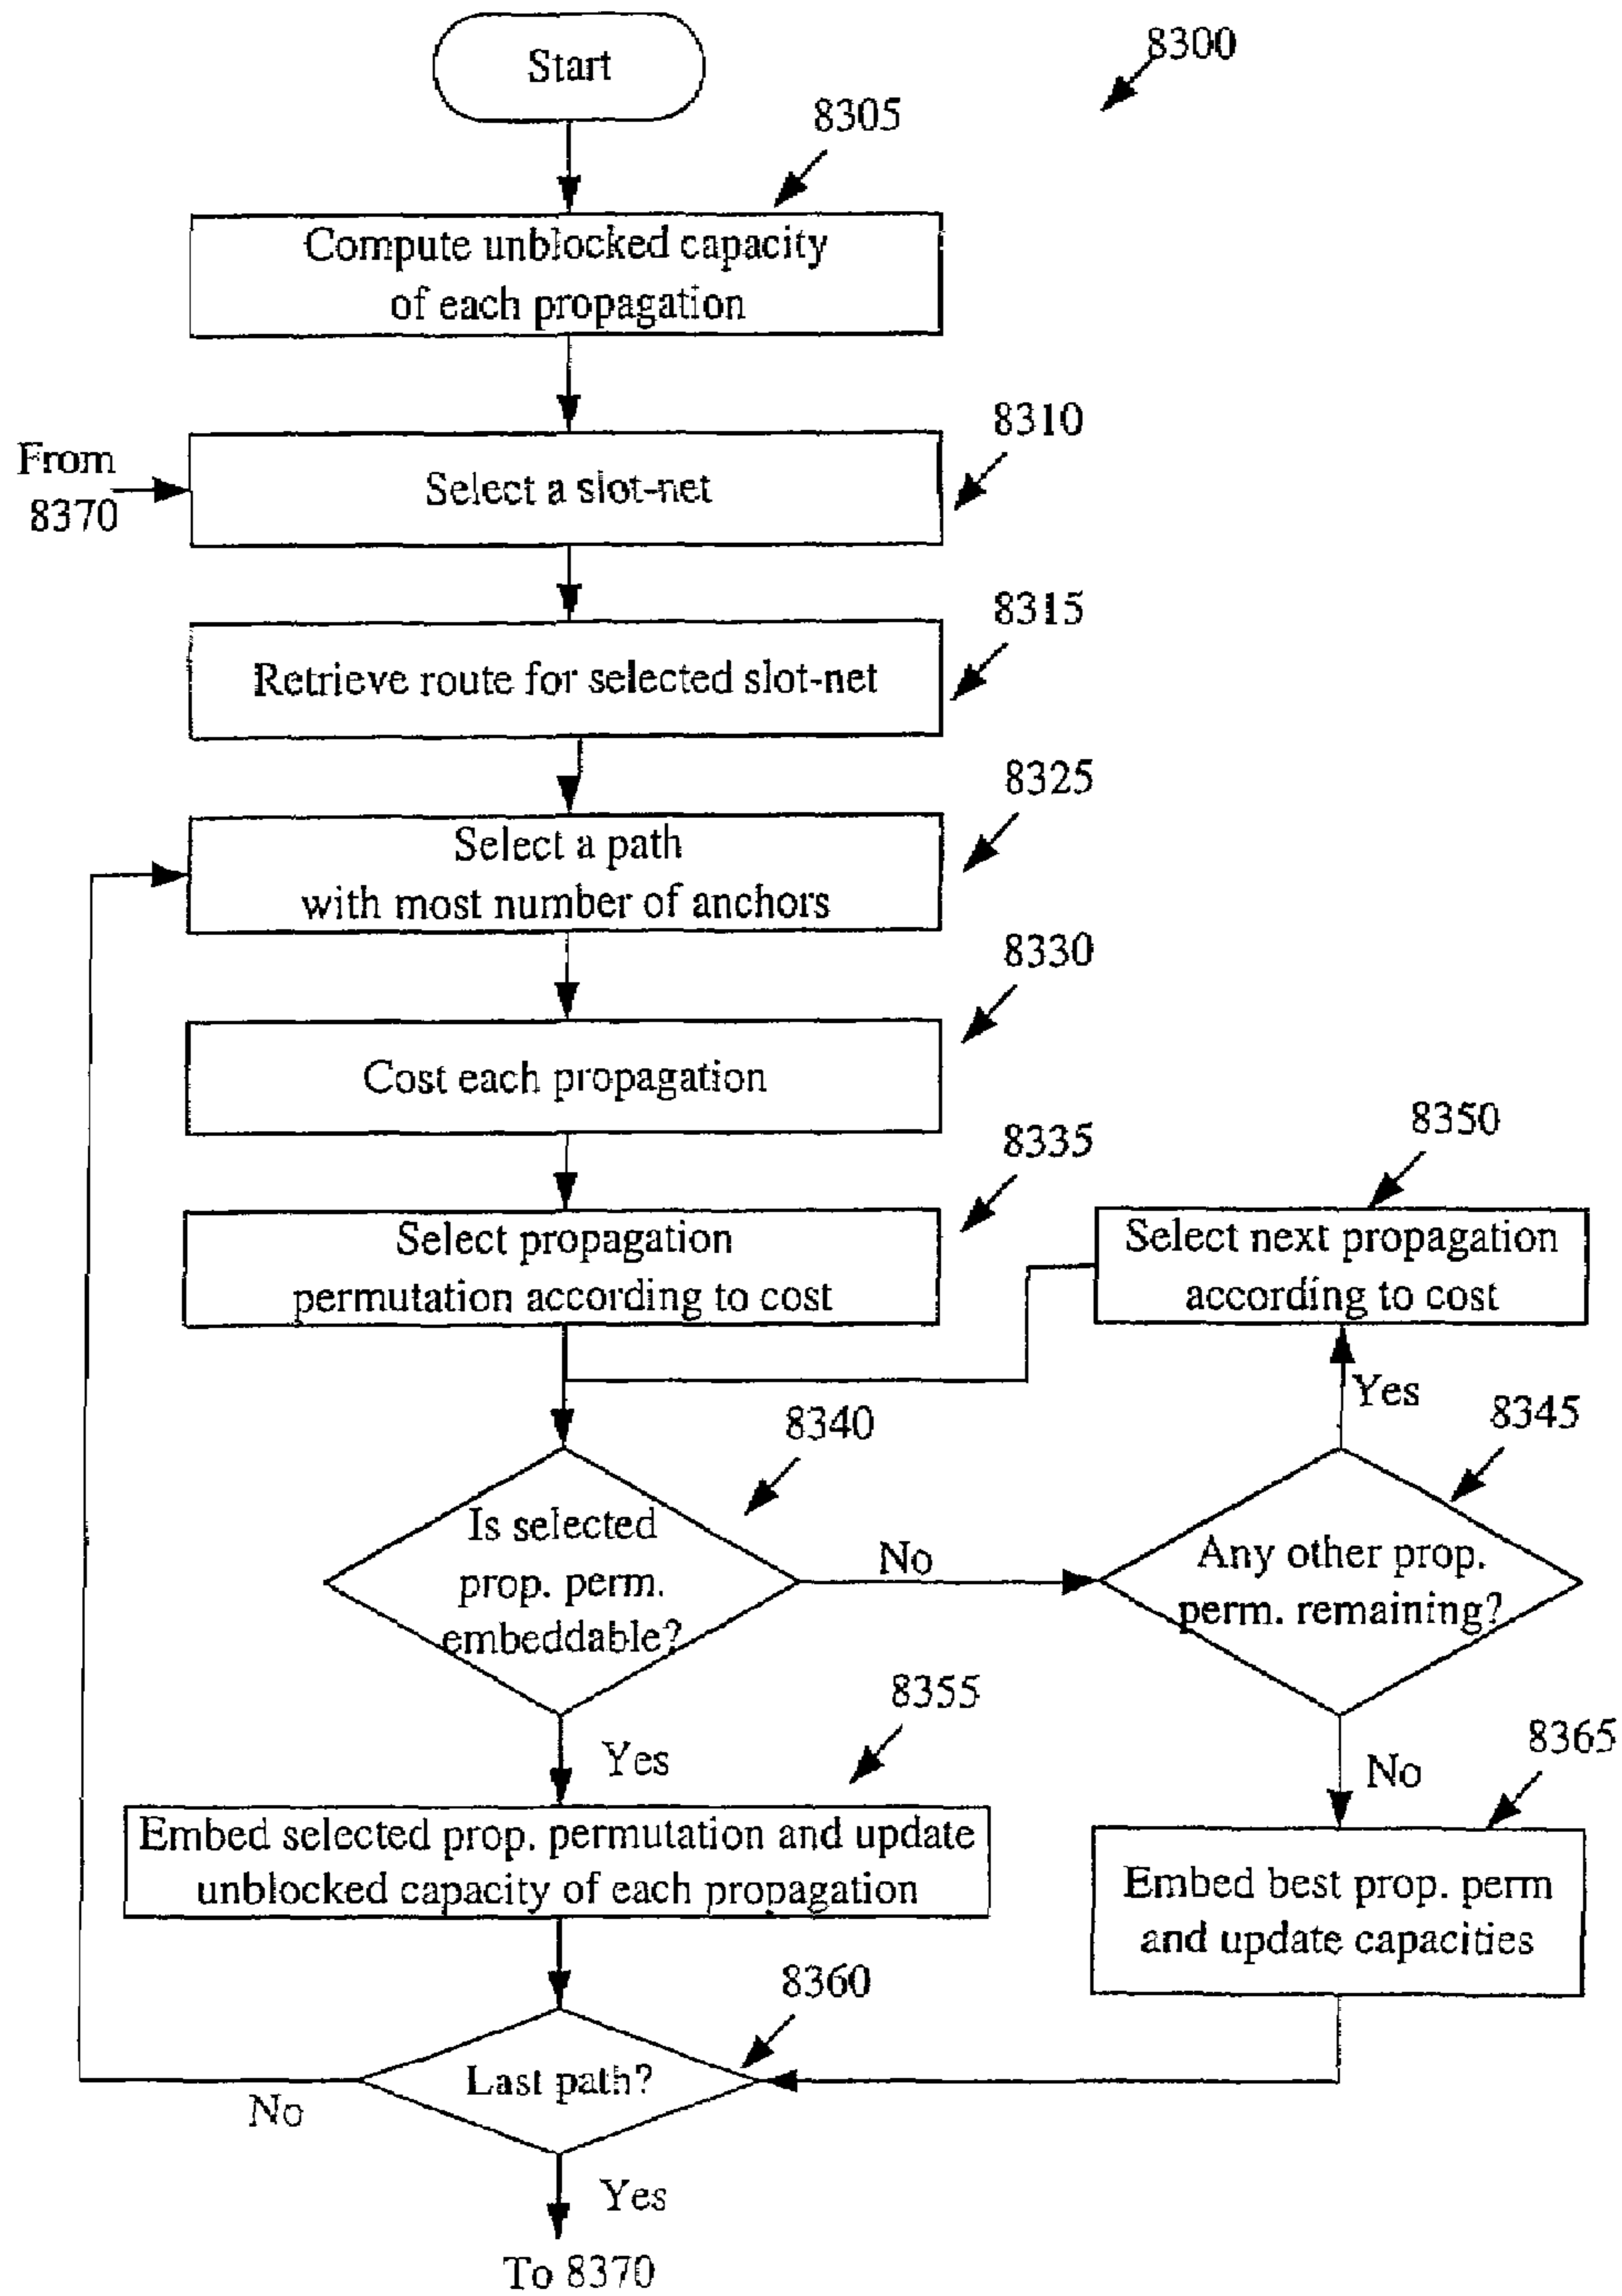 Start
8300
8305
Compute unblocked capacity
of each propagation
8310
From
8370
Select a slot-net
8315
Retrieve route for selected slot-net
8325
Select a path
with most number of anchors
8330
Cost each propagation
8335
8350
Select propagation
permutation according to cost
Select next propagation
according to cost
Yes
8340
8345
Is selected
prop. perm.
embeddable?
No
Any other prop.
perm. remaining?
8355
Yes
No
8365
Embed selected prop. permutation and update
unblocked capacity of each propagation
Embed best prop. perm
and update capacities
8360
Last path?
No
Yes
To 8370